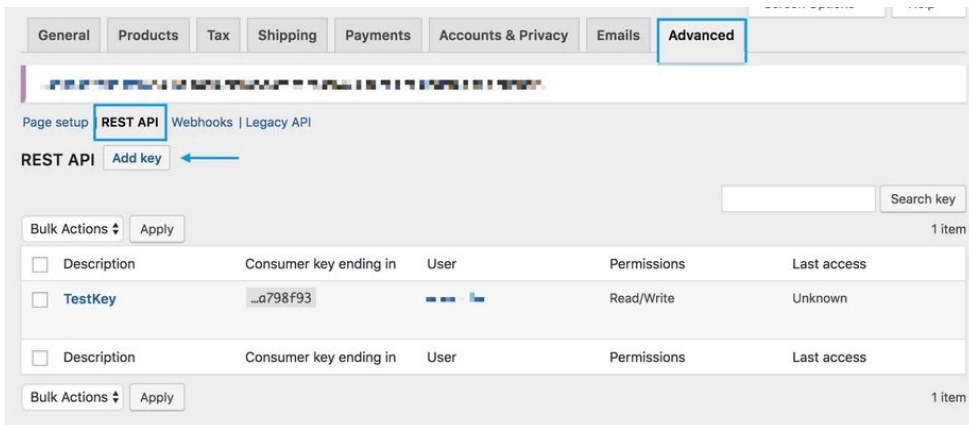 General Products Tax Shipping Payments Accounts & Privacy Emails Advanced
Page setup | REST API Webhooks | Legacy API
REST API Add key
Search key
Bulk Actions Apply 1 item
Description Consumer key ending in User Permissions Last access
TestKey …a798f93 Read/Write Unknown
Description Consumer key ending in User Permissions Last access
Bulk Actions Apply 1 item